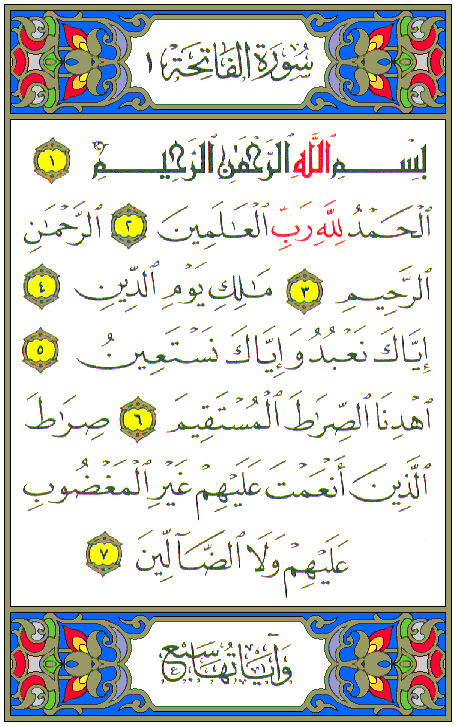 سُورَةُ الفَاتِحَةِ ١
بِسْمِ ٱللَّهِ ٱلرَّحْمَٰنِ ٱلرَّحِيمِ ١
ٱلْحَمْدُ لِلَّهِ رَبِّ ٱلْعَٰلَمِينَ ٢ ٱلرَّحْمَٰنِ
ٱلرَّحِيمِ ٣ مَٰلِكِ يَوْمِ ٱلدِّينِ ٤
إِيَّاكَ نَعْبُدُ وَإِيَّاكَ نَسْتَعِينُ ٥
ٱهْدِنَا ٱلصِّرَٰطَ ٱلْمُسْتَقِيمَ ٦ صِرَٰطَ
ٱلَّذِينَ أَنْعَمْتَ عَلَيْهِمْ غَيْرِ ٱلْمَغْضُوبِ
عَلَيْهِمْ وَلَا ٱلضَّآلِّينَ ٧
وَآيَاتُهَا سَبْعٌ